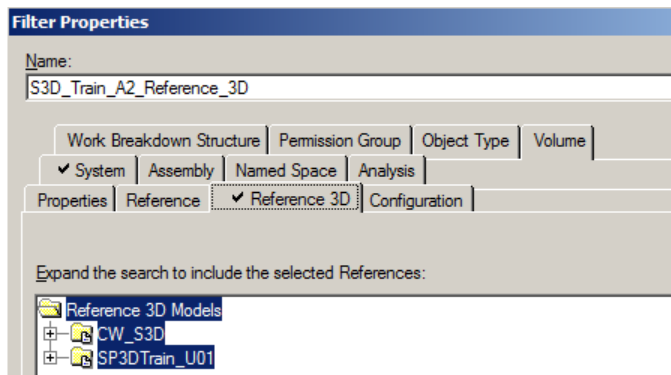 Filter Properties
Name:
S3D_Train_A2_Reference_3D
Work Breakdown Structure Permission Group Object Type Volume
System Assembly Named Space Analysis
Properties Reference Reference 3D Configuration
Expand the search to include the selected References:
Reference 3D Models
CW_S3D
SP3DTrain_U01